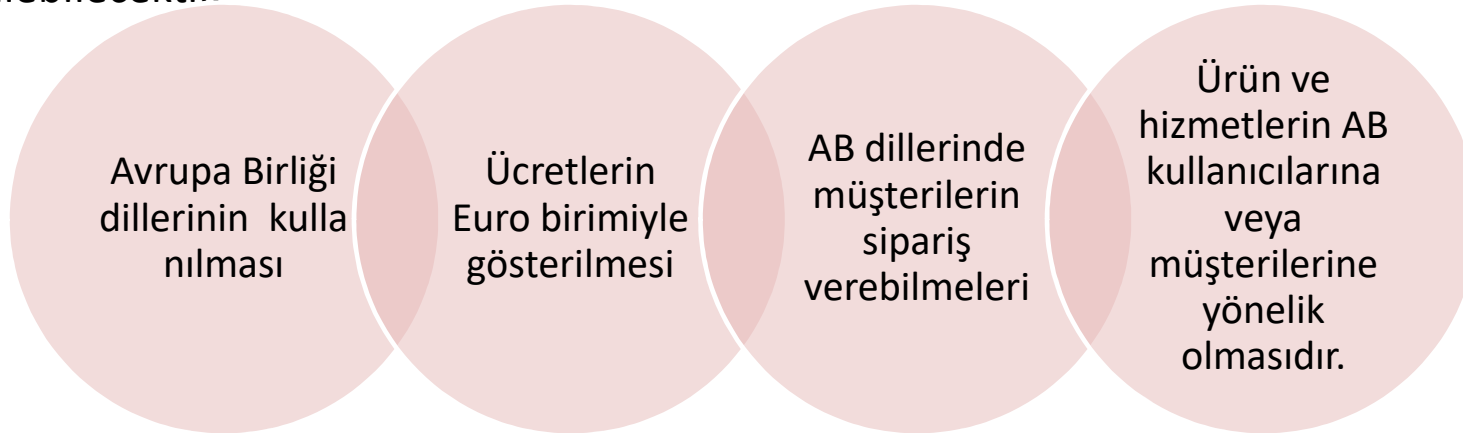 Avrupa Birliği
dillerinin kulla
nılması
Ücretlerin
Euro birimiyle
gösterilmesi
AB dillerinde
müşterilerin
sipariş
verebilmeleri
Ürün ve
hizmetlerin AB
kullanıcılarına
veya
müşterilerine
yönelik
olmasıdır.